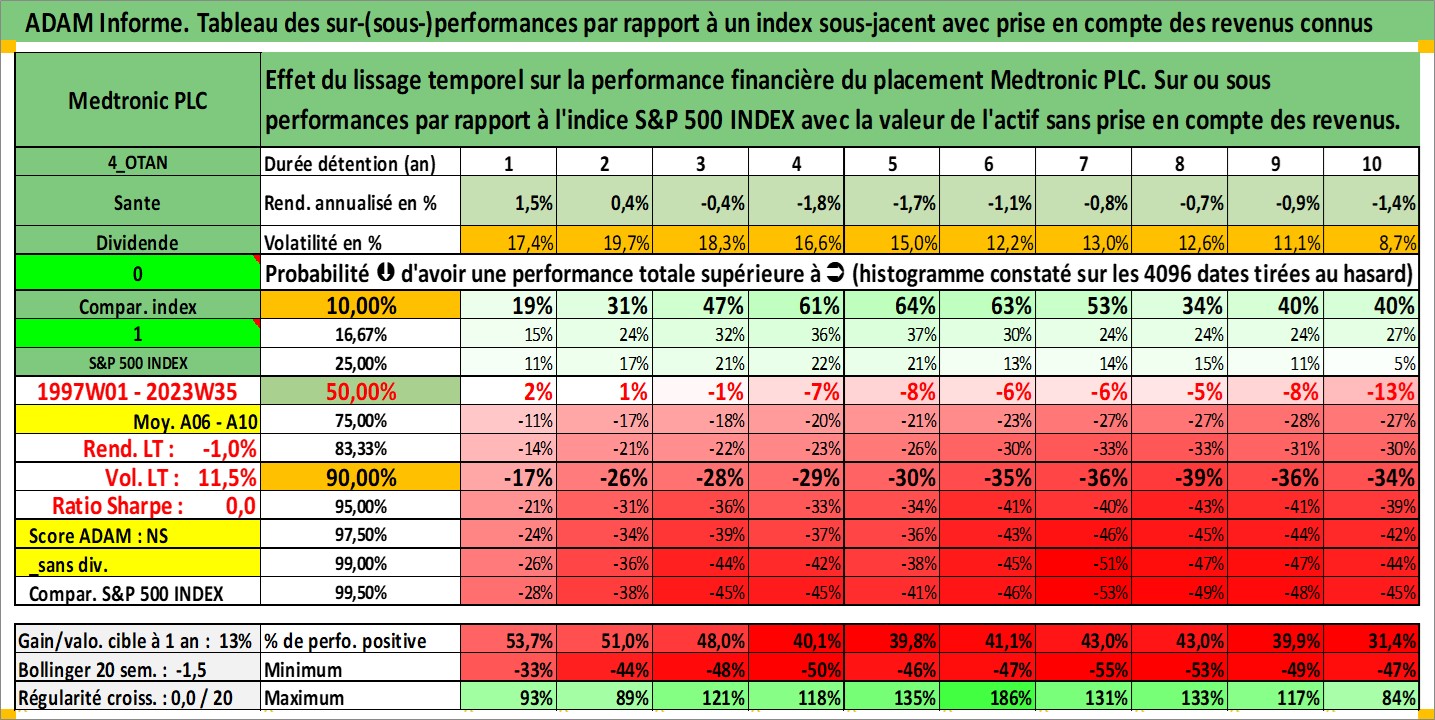 ADAM Informe. Tableau des sur-(sous-)performances par rapport à un index sous-jacent avec prise en compte des revenus connus
Medtronic PLC
Effet du lissage temporel sur la performance financière du placement Medtronic PLC. Sur ou sous
performances par rapport à l'indice S&P 500 INDEX avec la valeur de l'actif sans prise en compte des revenus.
4_OTAN Durée détention (an) 1 2 3 4 5 6 7 8 9 10
Sante Rend. annualisé en % 1,5% 0,4% -0,4% -1,8% -1,7% -1,1% -0,8% -0,7% -0,9% -1,4%
Dividende Volatilité en % 17,4% 19,7% 18,3% 16,6% 15,0% 12,2% 13,0% 12,6% 11,1% 8,7%
0 Probabilité d'avoir une performance totale supérieure à (histogramme constaté sur les 4096 dates tirées au hasard)
Compar. index 10,00% 19% 31% 47% 61% 64% 63% 53% 34% 40% 40%
1 16,67% 15% 24% 32% 36% 37% 30% 24% 24% 24% 27%
S&P 500 INDEX 25,00% 11% 17% 21% 22% 21% 13% 14% 15% 11% 5%
1997W01 - 2023W35 50,00% 2% 1% -1% -7% -8% -6% -6% -5% -8% -13%
Moy. A06 - A10 75,00% -11% -17% -18% -20% -21% -23% -27% -27% -28% -27%
Rend. LT : -1,0% 83,33% -14% -21% -22% -23% -26% -30% -33% -33% -31% -30%
Vol. LT : 11,5% 90,00% -17% -26% -28% -29% -30% -35% -36% -39% -36% -34%
Ratio Sharpe : 0,0 95,00% -21% -31% -36% -33% -34% -41% -40% -43% -41% -39%
Score ADAM : NS 97,50% -24% -34% -39% -37% -36% -43% -46% -45% -44% -42%
_sans div. 99,00% -26% -36% -44% -42% -38% -45% -51% -47% -47% -44%
Compar. S&P 500 INDEX 99,50% -28% -38% -45% -45% -41% -46% -53% -49% -48% -45%
Gain/valo. cible à 1 an : 13% % de perfo. positive 53,7% 51,0% 48,0% 40,1% 39,8% 41,1% 43,0% 43,0% 39,9% 31,4%
Bollinger 20 sem. : -1,5 Minimum -33% -44% -48% -50% -46% -47% -55% -53% -49% -47%
Régularité croiss. : 0,0 / 20 Maximum 93% 89% 121% 118% 135% 186% 131% 133% 117% 84%